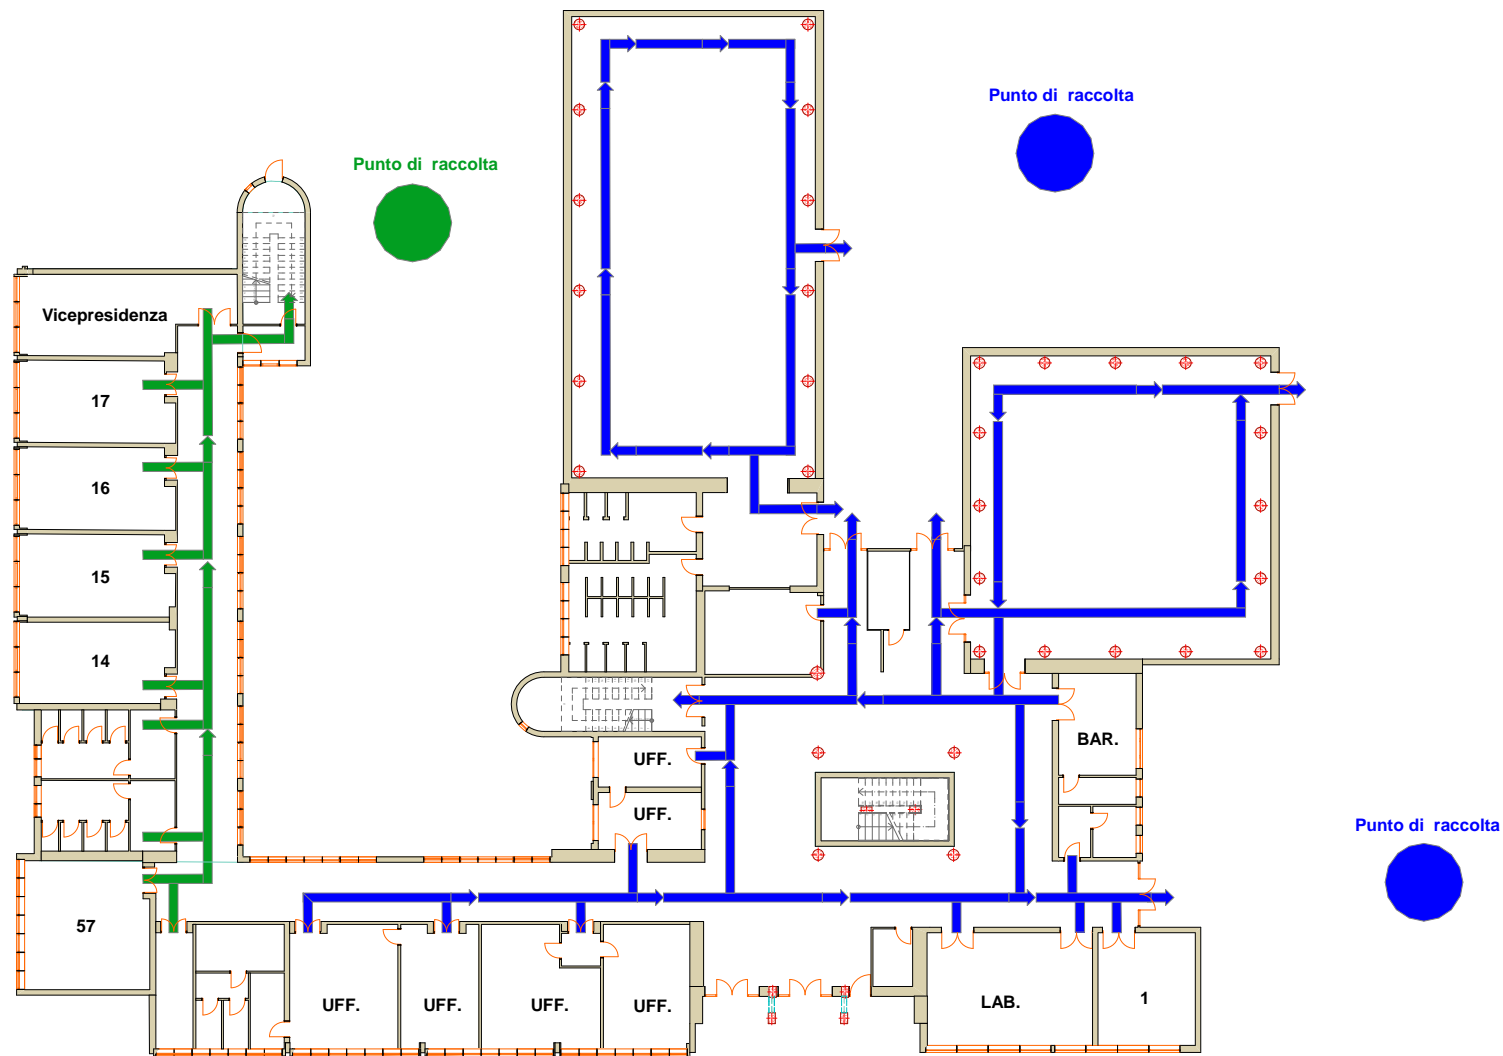 Punto di raccolta
Punto di raccolta
Vicepresidenza
17
16
15
14
BAR.
UFF.
UFF.
Punto di raccolta
57
UFF.
UFF.
UFF.
UFF.
LAB.
1